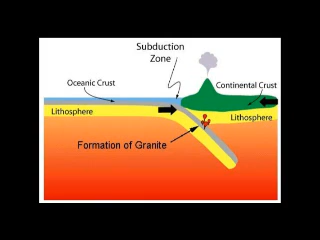 Subduction
Zone
Oceanic Crust
Continental Crust
Lithosphere
Lithosphere
Formation of Granite